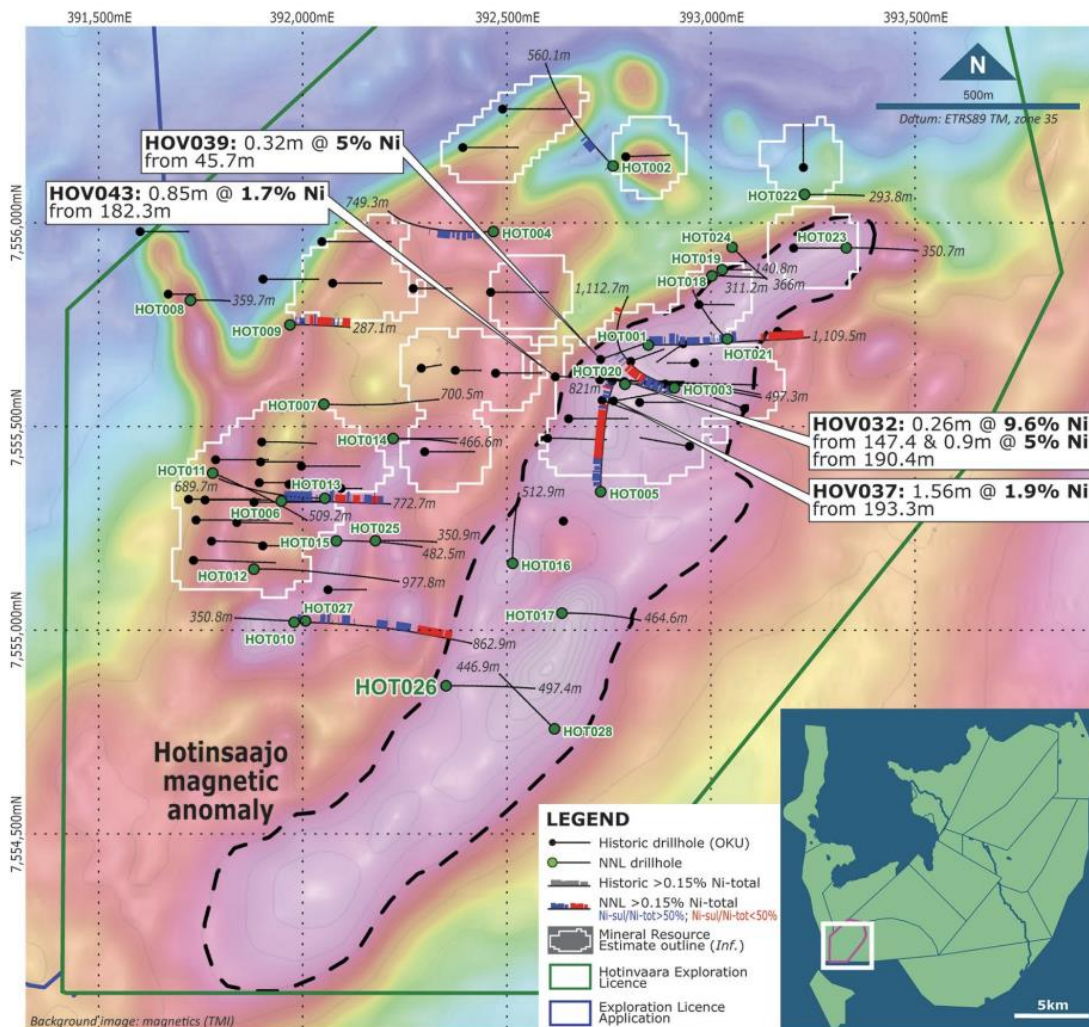 391,500mE
392,000mE
392,500mE
393,000mE
393,500mE
560.1m
N
500m
Datum: ETRS89 TM, zone 35
HOV039: 0.32m @ 5% Ni
from 45.7m
HOV043: 0.85m @ 1.7% Ni
from 182.3m
HOT002
HOT022
293.8m
749.3m
7,556,000mN
HOT004
HOT024
HOT023
350.7m
HOT019
140.8m
HOT018
366m
311.2m
HOT008
359.7m
1,112.7m
HOT009
287.1m
HOT001
1,109.5m
HOT021
HOT020
821m
HOT003
497.3m
HOT007
700.5m
7,555,500mN
HOT014
466.6m
HOV032: 0.26m @ 9.6% Ni
from 147.4 & 0.9m @ 5% Ni
from 190.4m
HOT011
689.7m
HOT013
HOV037: 1.56m @ 1.9% Ni
from 193.3m
HOT006
509.2m
772.7m
512.9m
HOT005
HOT015
HOT025
350.9m
482.5m
HOT012
977.8m
HOT016
350.8m
HOT027
HOT017
464.6m
7,555,000mN
HOT010
862.9m
446.9m
HOT026
497.4m
HOT028
Hotinsaajo
magnetic
anomaly
7,554,500mN
LEGEND
Historic drillhole (OKU)
NNL drillhole
Historic >0.15% Ni-total
NNL >0.15% Ni-total
Ni-sul/Ni-tot>50%; Ni-sul/Ni-tot<50%
Mineral Resource
Estimate outline (Inf.)
Hotinvaara Exploration
Licence
Exploration Licence
Application
5km
Background image: magnetics (TMI)